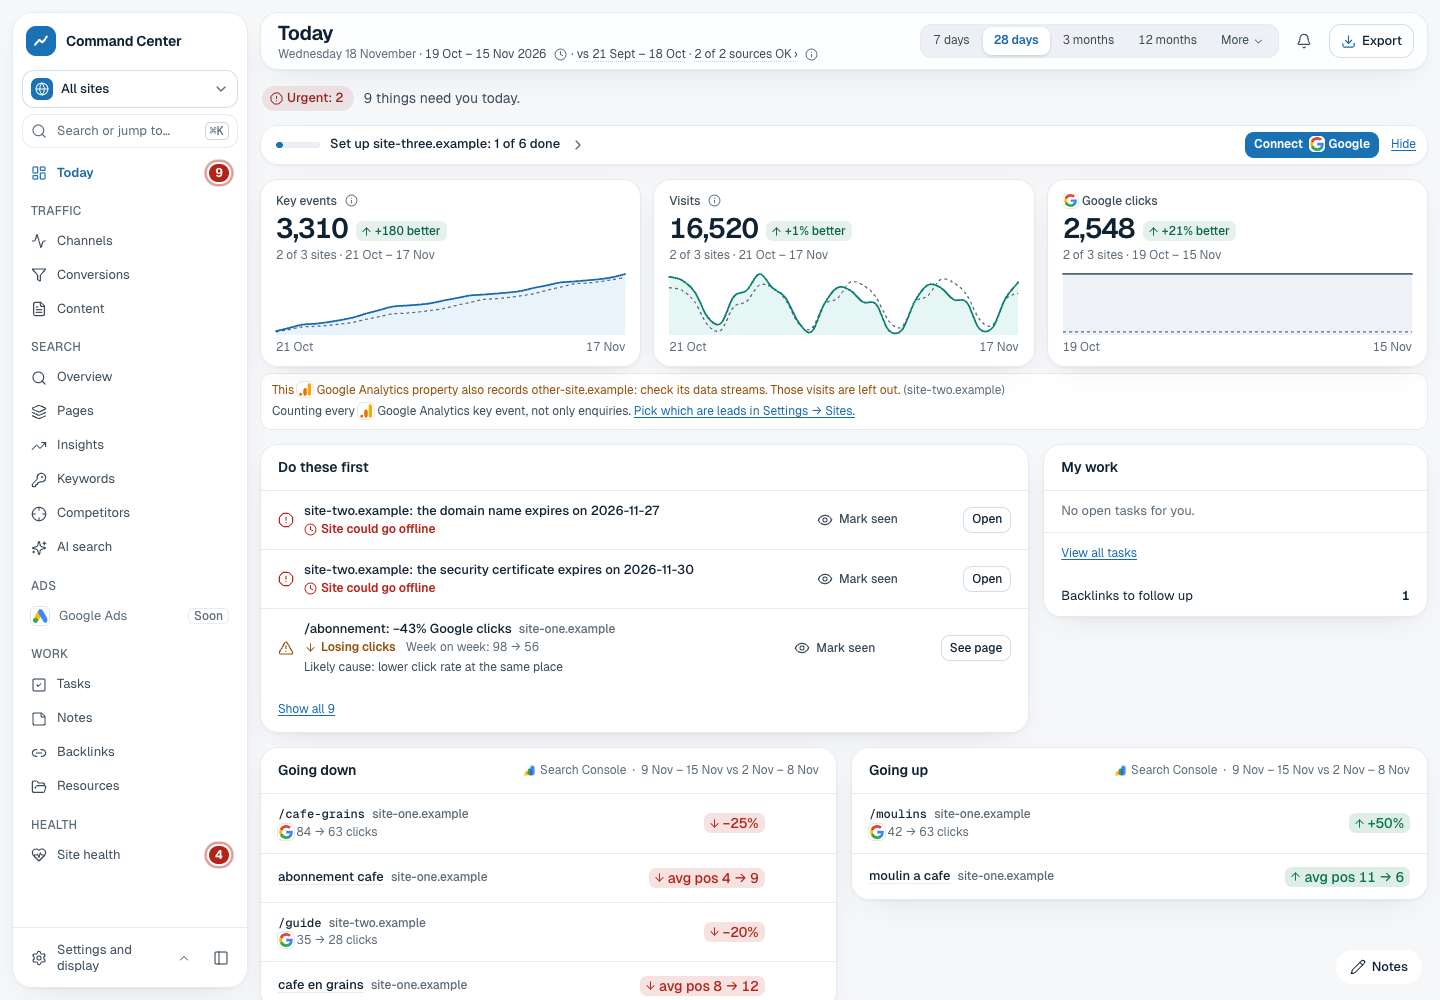 Command Center
All sites
Search or jump to...
⌘K
Today
9
TRAFFIC
Channels
Conversions
Content
SEARCH
Overview
Pages
Insights
Keywords
Competitors
AI search
ADS
Google Ads
Soon
WORK
Tasks
Notes
Backlinks
Resources
HEALTH
Site health
4
Settings and
display
Today
Wednesday 18 November · 19 Oct – 15 Nov 2026 · vs 21 Sept – 18 Oct · 2 of 2 sources OK ›
7 days
28 days
3 months
12 months
More
Export
Urgent: 2
9 things need you today.
Set up site-three.example: 1 of 6 done
Connect Google
Hide
Key events
3,310 ↑ +180 better
2 of 3 sites · 21 Oct – 17 Nov
21 Oct 17 Nov
Visits
16,520 ↑ +1% better
2 of 3 sites · 21 Oct – 17 Nov
21 Oct 17 Nov
Google clicks
2,548 ↑ +21% better
2 of 3 sites · 19 Oct – 15 Nov
19 Oct 15 Nov
This Google Analytics property also records other-site.example: check its data streams. Those visits are left out. (site-two.example)
Counting every Google Analytics key event, not only enquiries. Pick which are leads in Settings → Sites.
Do these first
site-two.example: the domain name expires on 2026-11-27
Site could go offline
Mark seen
Open
site-two.example: the security certificate expires on 2026-11-30
Site could go offline
Mark seen
Open
/abonnement: −43% Google clicks site-one.example
↓ Losing clicks Week on week: 98 → 56
Likely cause: lower click rate at the same place
Mark seen
See page
Show all 9
My work
No open tasks for you.
View all tasks
Backlinks to follow up 1
Going down
Search Console · 9 Nov – 15 Nov vs 2 Nov – 8 Nov
/cafe-grains site-one.example
84 → 63 clicks
↓ −25%
abonnement cafe site-one.example
↓ avg pos 4 → 9
/guide site-two.example
35 → 28 clicks
↓ −20%
cafe en grains site-one.example
↓ avg pos 8 → 12
Going up
Search Console · 9 Nov – 15 Nov vs 2 Nov – 8 Nov
/moulins site-one.example
42 → 63 clicks
↑ +50%
moulin a cafe site-one.example
↑ avg pos 11 → 6
Notes